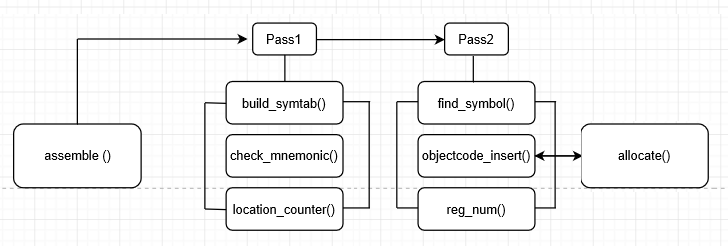 Pass1
Pass2
build_symtab()
find_symbol()
assemble ()
check_mnemonic()
objectcode_insert()
allocate()
location_counter()
reg_num()